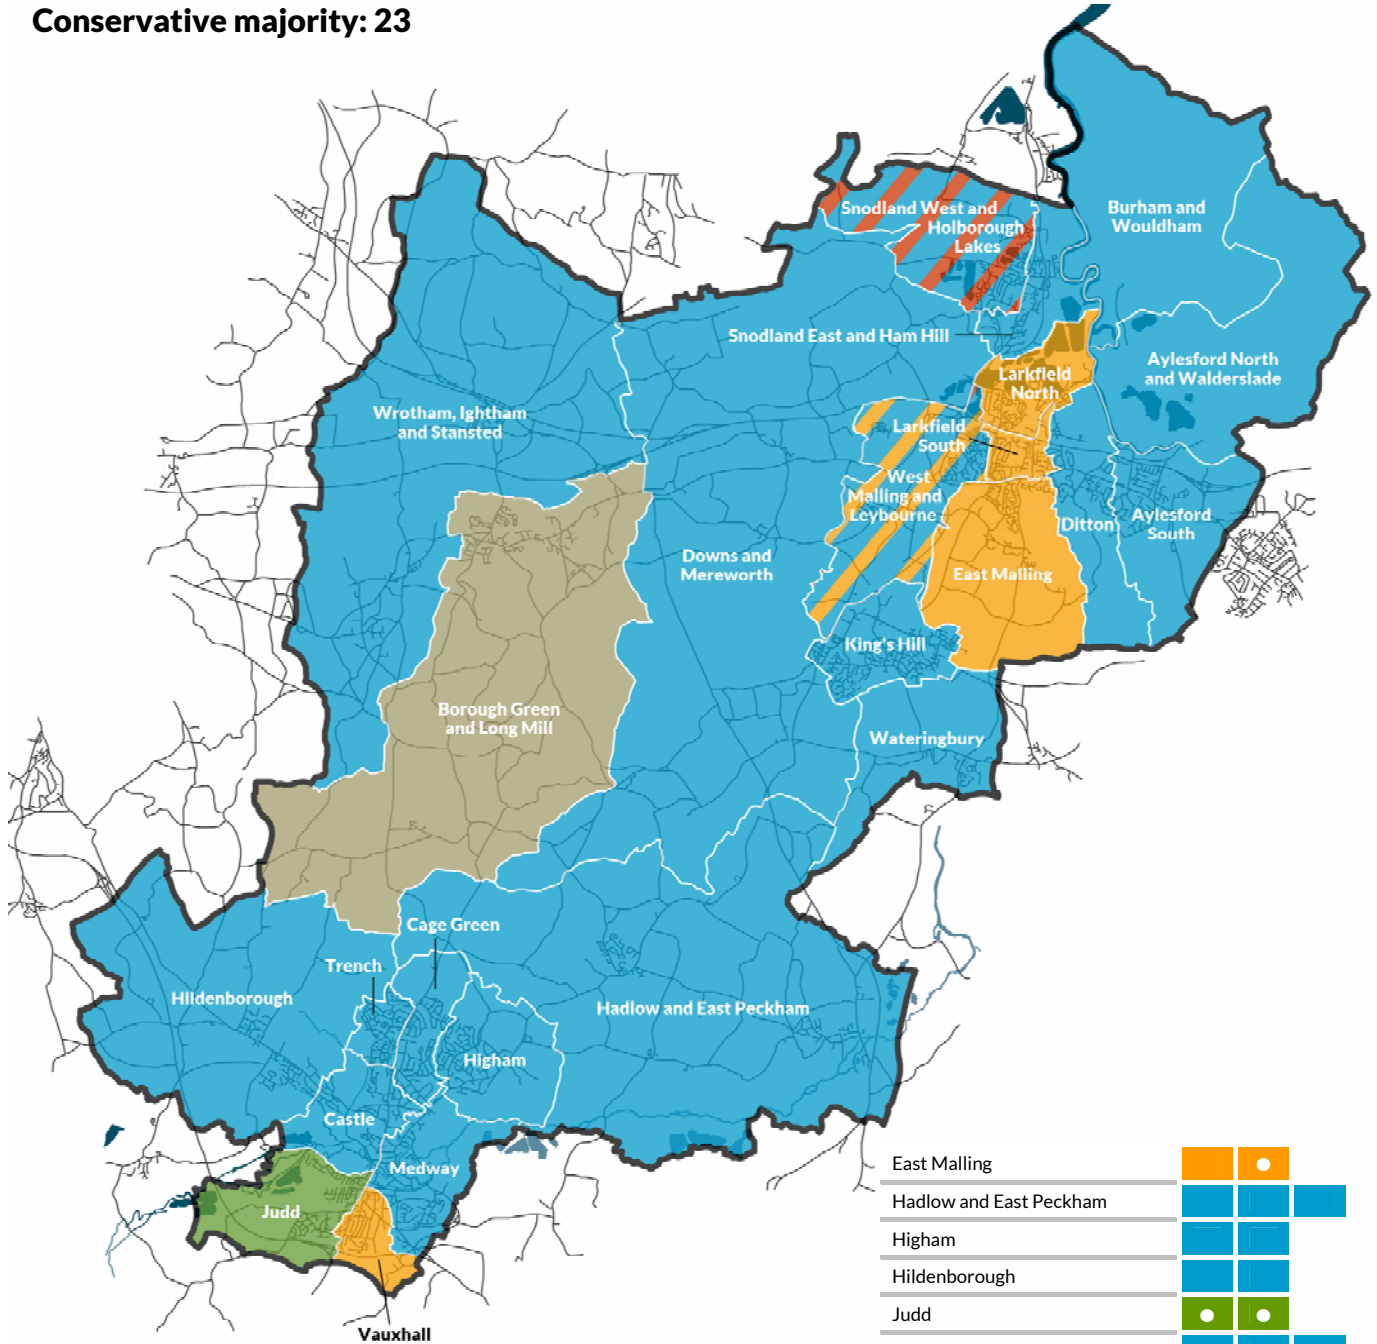 Conservative majority: 23
Snodland West and
Holborough
Lakes
Burham and
Wouldham
Snodland East and Ham Hill
Larkfield
North
Aylesford North
and Walderslade
Wrotham, Ightham
and Stansted
Larkfield
South
West
Malling and
Leybourne
Ditton
Aylesford
South
Downs and
Mereworth
East Malling
King's Hill
Borough Green
and Long Mill
Wateringbury
Cage Green
Trench
Hildenborough
Hadlow and East Peckham
Higham
Castle
Medway
Judd
Vauxhall
East Malling
Hadlow and East Peckham
Higham
Hildenborough
Judd